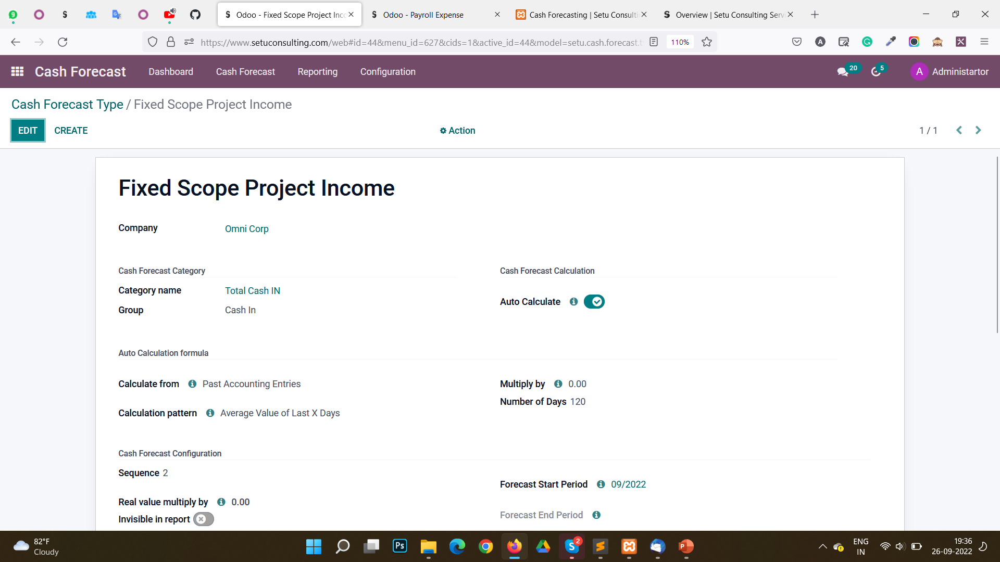 Odoo - Fixed Scope Project Inc
Odoo - Payroll Expense
Cash Forecasting | Setu Consulti
Overview | Setu Consulting Servi
https://www.setuconsulting.com/web#id=44&menu_id=627&cids=1&active_id=44&model=setu.cash.forecast.t
110%
Cash Forecast
Dashboard
Cash Forecast
Reporting
Configuration
20
5
A
Administartor
Cash Forecast Type / Fixed Scope Project Income
EDIT
CREATE
Action
1 / 1
Fixed Scope Project Income
Company
Omni Corp
Cash Forecast Category
Cash Forecast Calculation
Category name
Total Cash IN
Auto Calculate
Group
Cash In
Auto Calculation formula
Calculate from
Past Accounting Entries
Multiply by
0.00
Number of Days
120
Calculation pattern
Average Value of Last X Days
Cash Forecast Configuration
Sequence
2
Forecast Start Period
09/2022
Real value multiply by
0.00
Invisible in report
Forecast End Period
82°F
Cloudy
Ps
2
ENG
IN
19:36
26-09-2022